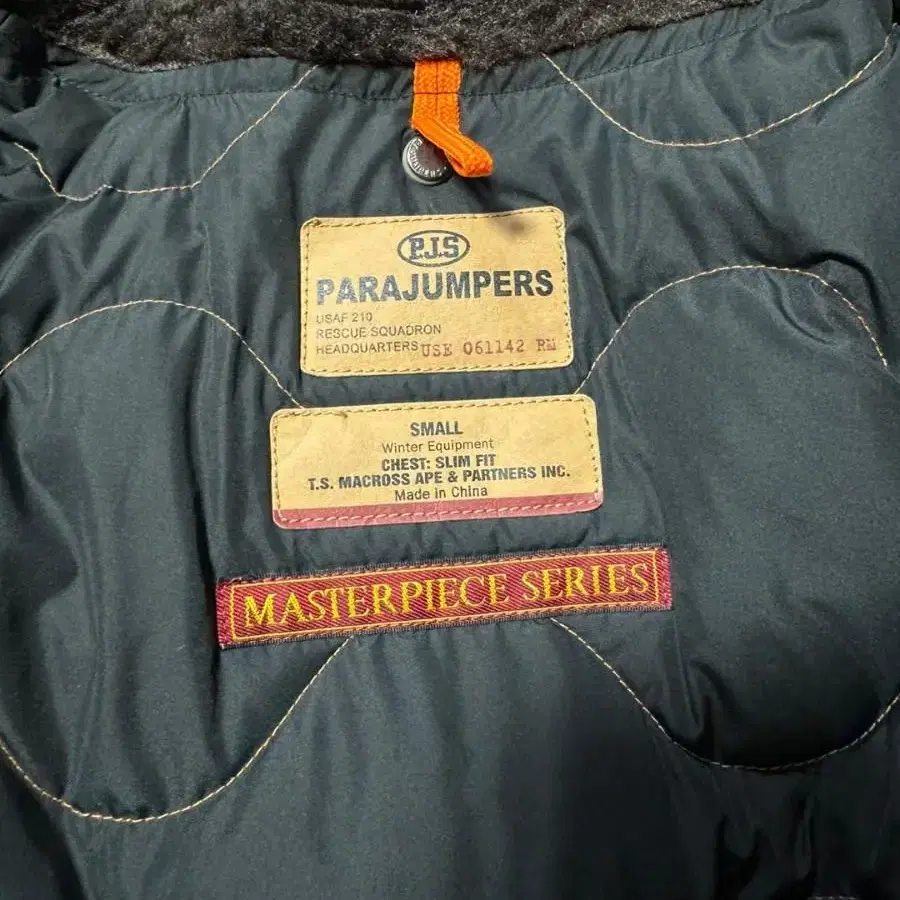 P.J.S
PARAJUMPERS
USAF 210
RESCUE SQUADRON
HEADQUARTERS USE 061142 RM
SMALL
Winter Equipment
CHEST: SLIM FIT
T.S. MACROSS APE & PARTNERS INC.
Made in China
MASTERPIECE SERIES